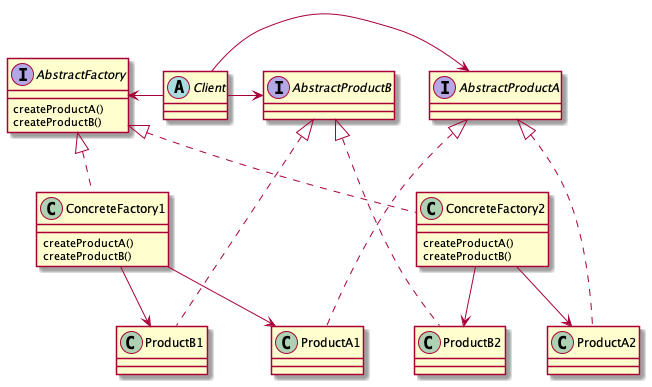 I AbstractFactory
createProductA()
createProductB()
A Client
I AbstractProductB
I AbstractProductA
C ConcreteFactory1
createProductA()
createProductB()
C ConcreteFactory2
createProductA()
createProductB()
C ProductB1
C ProductA1
C ProductB2
C ProductA2